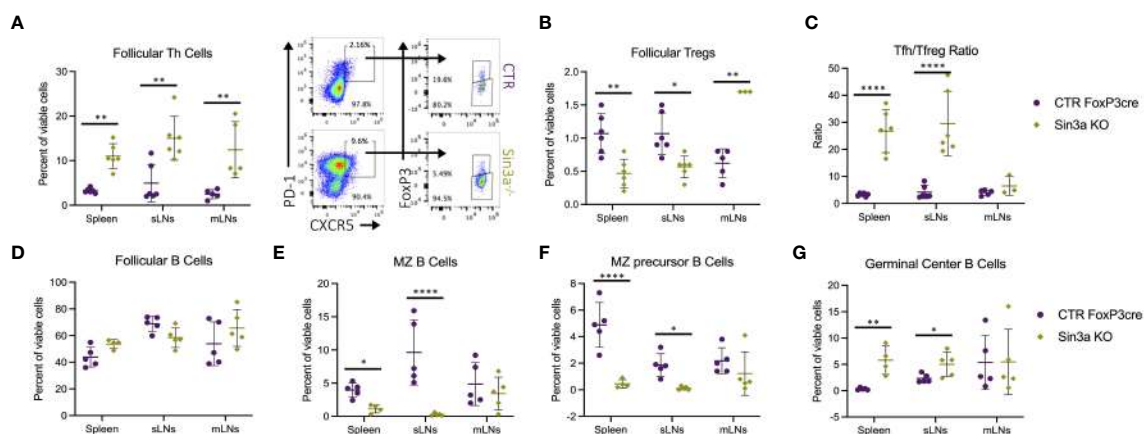 A
Follicular Th Cells
Percent of viable cells
30
20
10
0
**
**
**
Spleen
sLNs
mLNs
PD-1
CXCR5
2.16%
97.8%
9.6%
90.4%
FoxP3
19.8%
80.2%
5.49%
94.5%
CTR
Sin3a-/-
B
Follicular Tregs
Percent of viable cells
2.0
1.5
1.0
0.5
0.0
**
*
**
Spleen
sLNs
mLNs
C
Tfh/Tfreg Ratio
Ratio
50
40
30
20
10
0
****
****
Spleen
sLNs
mLNs
CTR FoxP3cre
Sin3a KO
D
Follicular B Cells
Percent of viable cells
100
80
60
40
20
0
Spleen
sLNs
mLNs
E
MZ B Cells
Percent of viable cells
20
15
10
5
0
*
****
Spleen
sLNs
mLNs
F
MZ precursor B Cells
Percent of viable cells
8
6
4
2
0
-2
****
*
Spleen
sLNs
mLNs
G
Germinal Center B Cells
Percent of viable cells
20
15
10
5
0
**
*
Spleen
sLNs
mLNs
CTR FoxP3cre
Sin3a KO